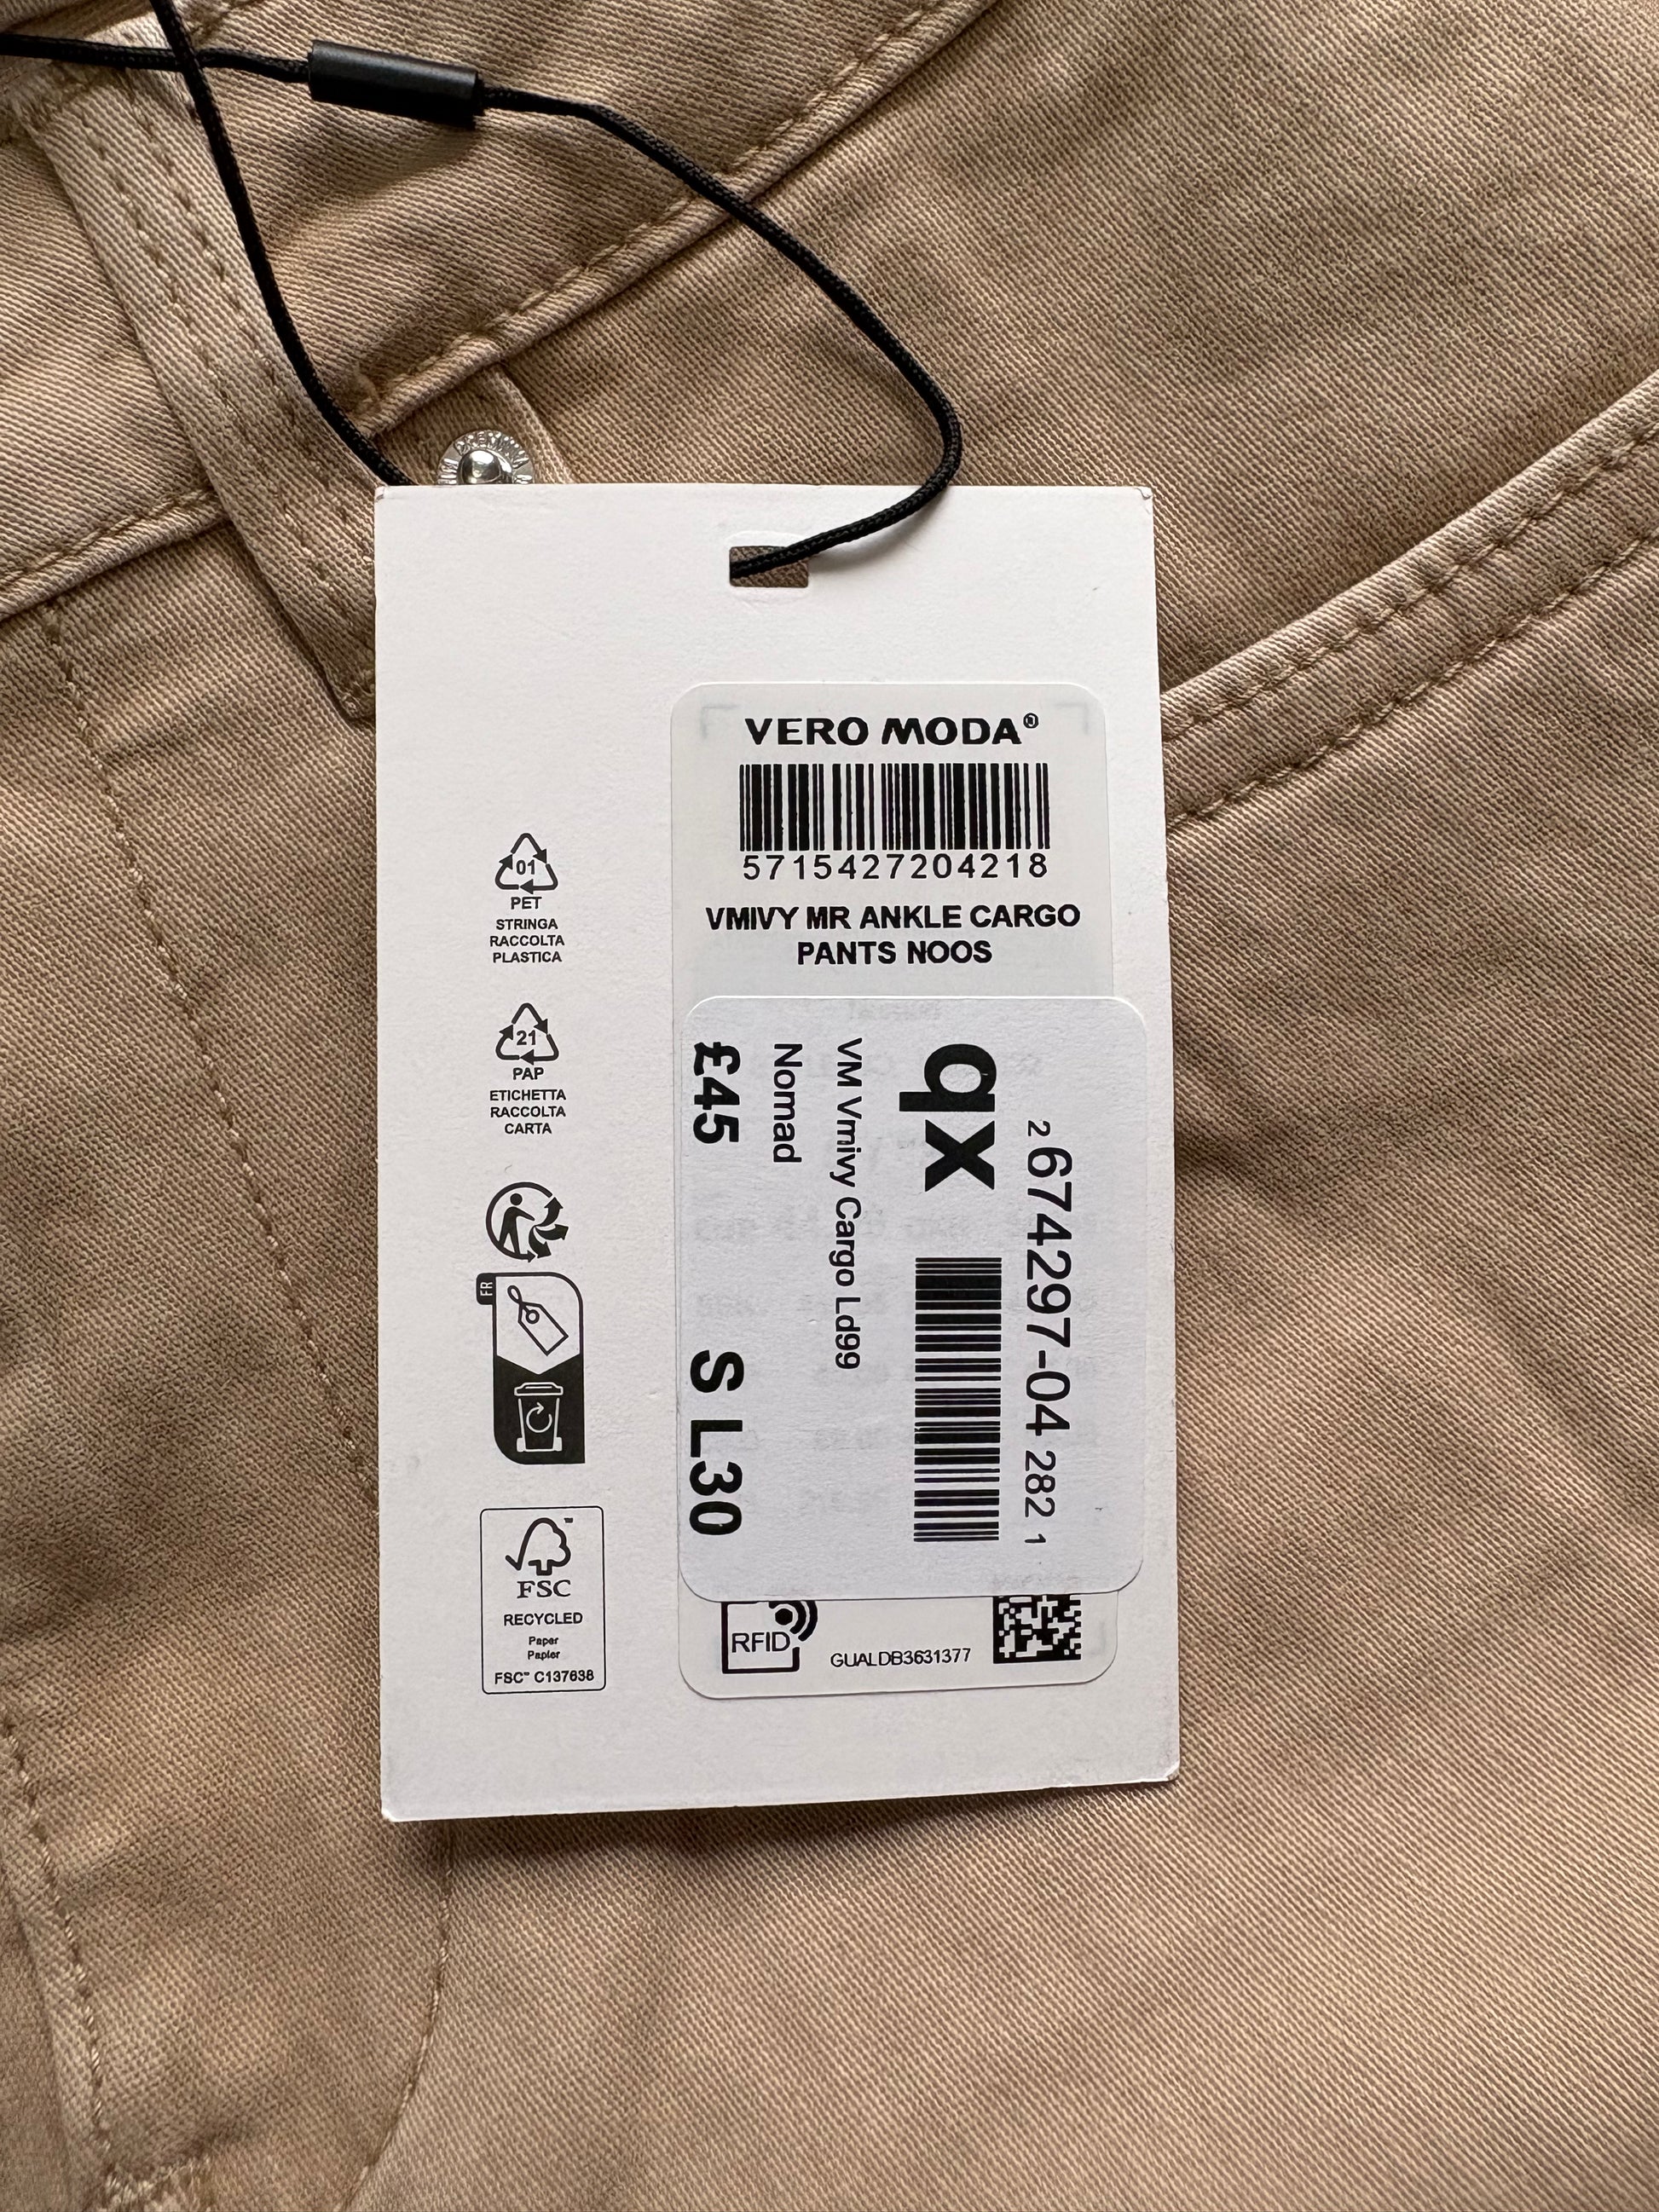 VERO MODA®
5715427204218
VMIVY MR ANKLE CARGO
PANTS NOOS
2 674297-04 282 1
qx
VM Vmivy Cargo Ld99
Nomad
£45 S L30
RFID
GUALDB3631377
01
PET
STRINGA
RACCOLTA
PLASTICA
21
PAP
ETICHETTA
RACCOLTA
CARTA
FR
FSC™
RECYCLED
Paper
Papier
FSC™ C137638